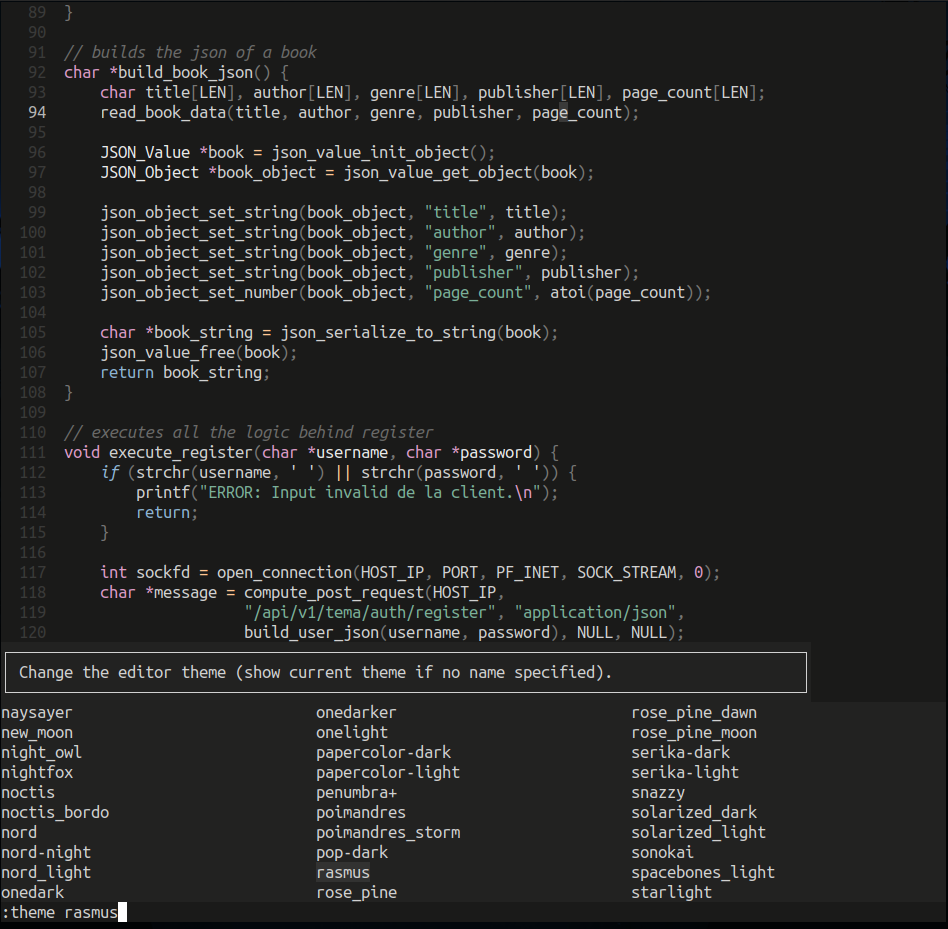 89 }
90
91 // builds the json of a book
92 char *build_book_json() {
93     char title[LEN], author[LEN], genre[LEN], publisher[LEN], page_count[LEN];
94     read_book_data(title, author, genre, publisher, page_count);
95
96     JSON_Value *book = json_value_init_object();
97     JSON_Object *book_object = json_value_get_object(book);
98
99     json_object_set_string(book_object, "title", title);
100     json_object_set_string(book_object, "author", author);
101     json_object_set_string(book_object, "genre", genre);
102     json_object_set_string(book_object, "publisher", publisher);
103     json_object_set_number(book_object, "page_count", atoi(page_count));
104
105     char *book_string = json_serialize_to_string(book);
106     json_value_free(book);
107     return book_string;
108 }
109
110 // executes all the logic behind register
111 void execute_register(char *username, char *password) {
112     if (strchr(username, ' ') || strchr(password, ' ')) {
113         printf("ERROR: Input invalid de la client.\n");
114         return;
115     }
116
117     int sockfd = open_connection(HOST_IP, PORT, PF_INET, SOCK_STREAM, 0);
118     char *message = compute_post_request(HOST_IP,
119                     "/api/v1/tema/auth/register", "application/json",
120                     build_user_json(username, password), NULL, NULL);
Change the editor theme (show current theme if no name specified).
naysayer onedarker rose_pine_dawn
new_moon onelight rose_pine_moon
night_owl papercolor-dark serika-dark
nightfox papercolor-light serika-light
noctis penumbra+ snazzy
noctis_bordo poimandres solarized_dark
nord poimandres_storm solarized_light
nord-night pop-dark sonokai
nord_light rasmus spacebones_light
onedark rose_pine starlight
:theme rasmus